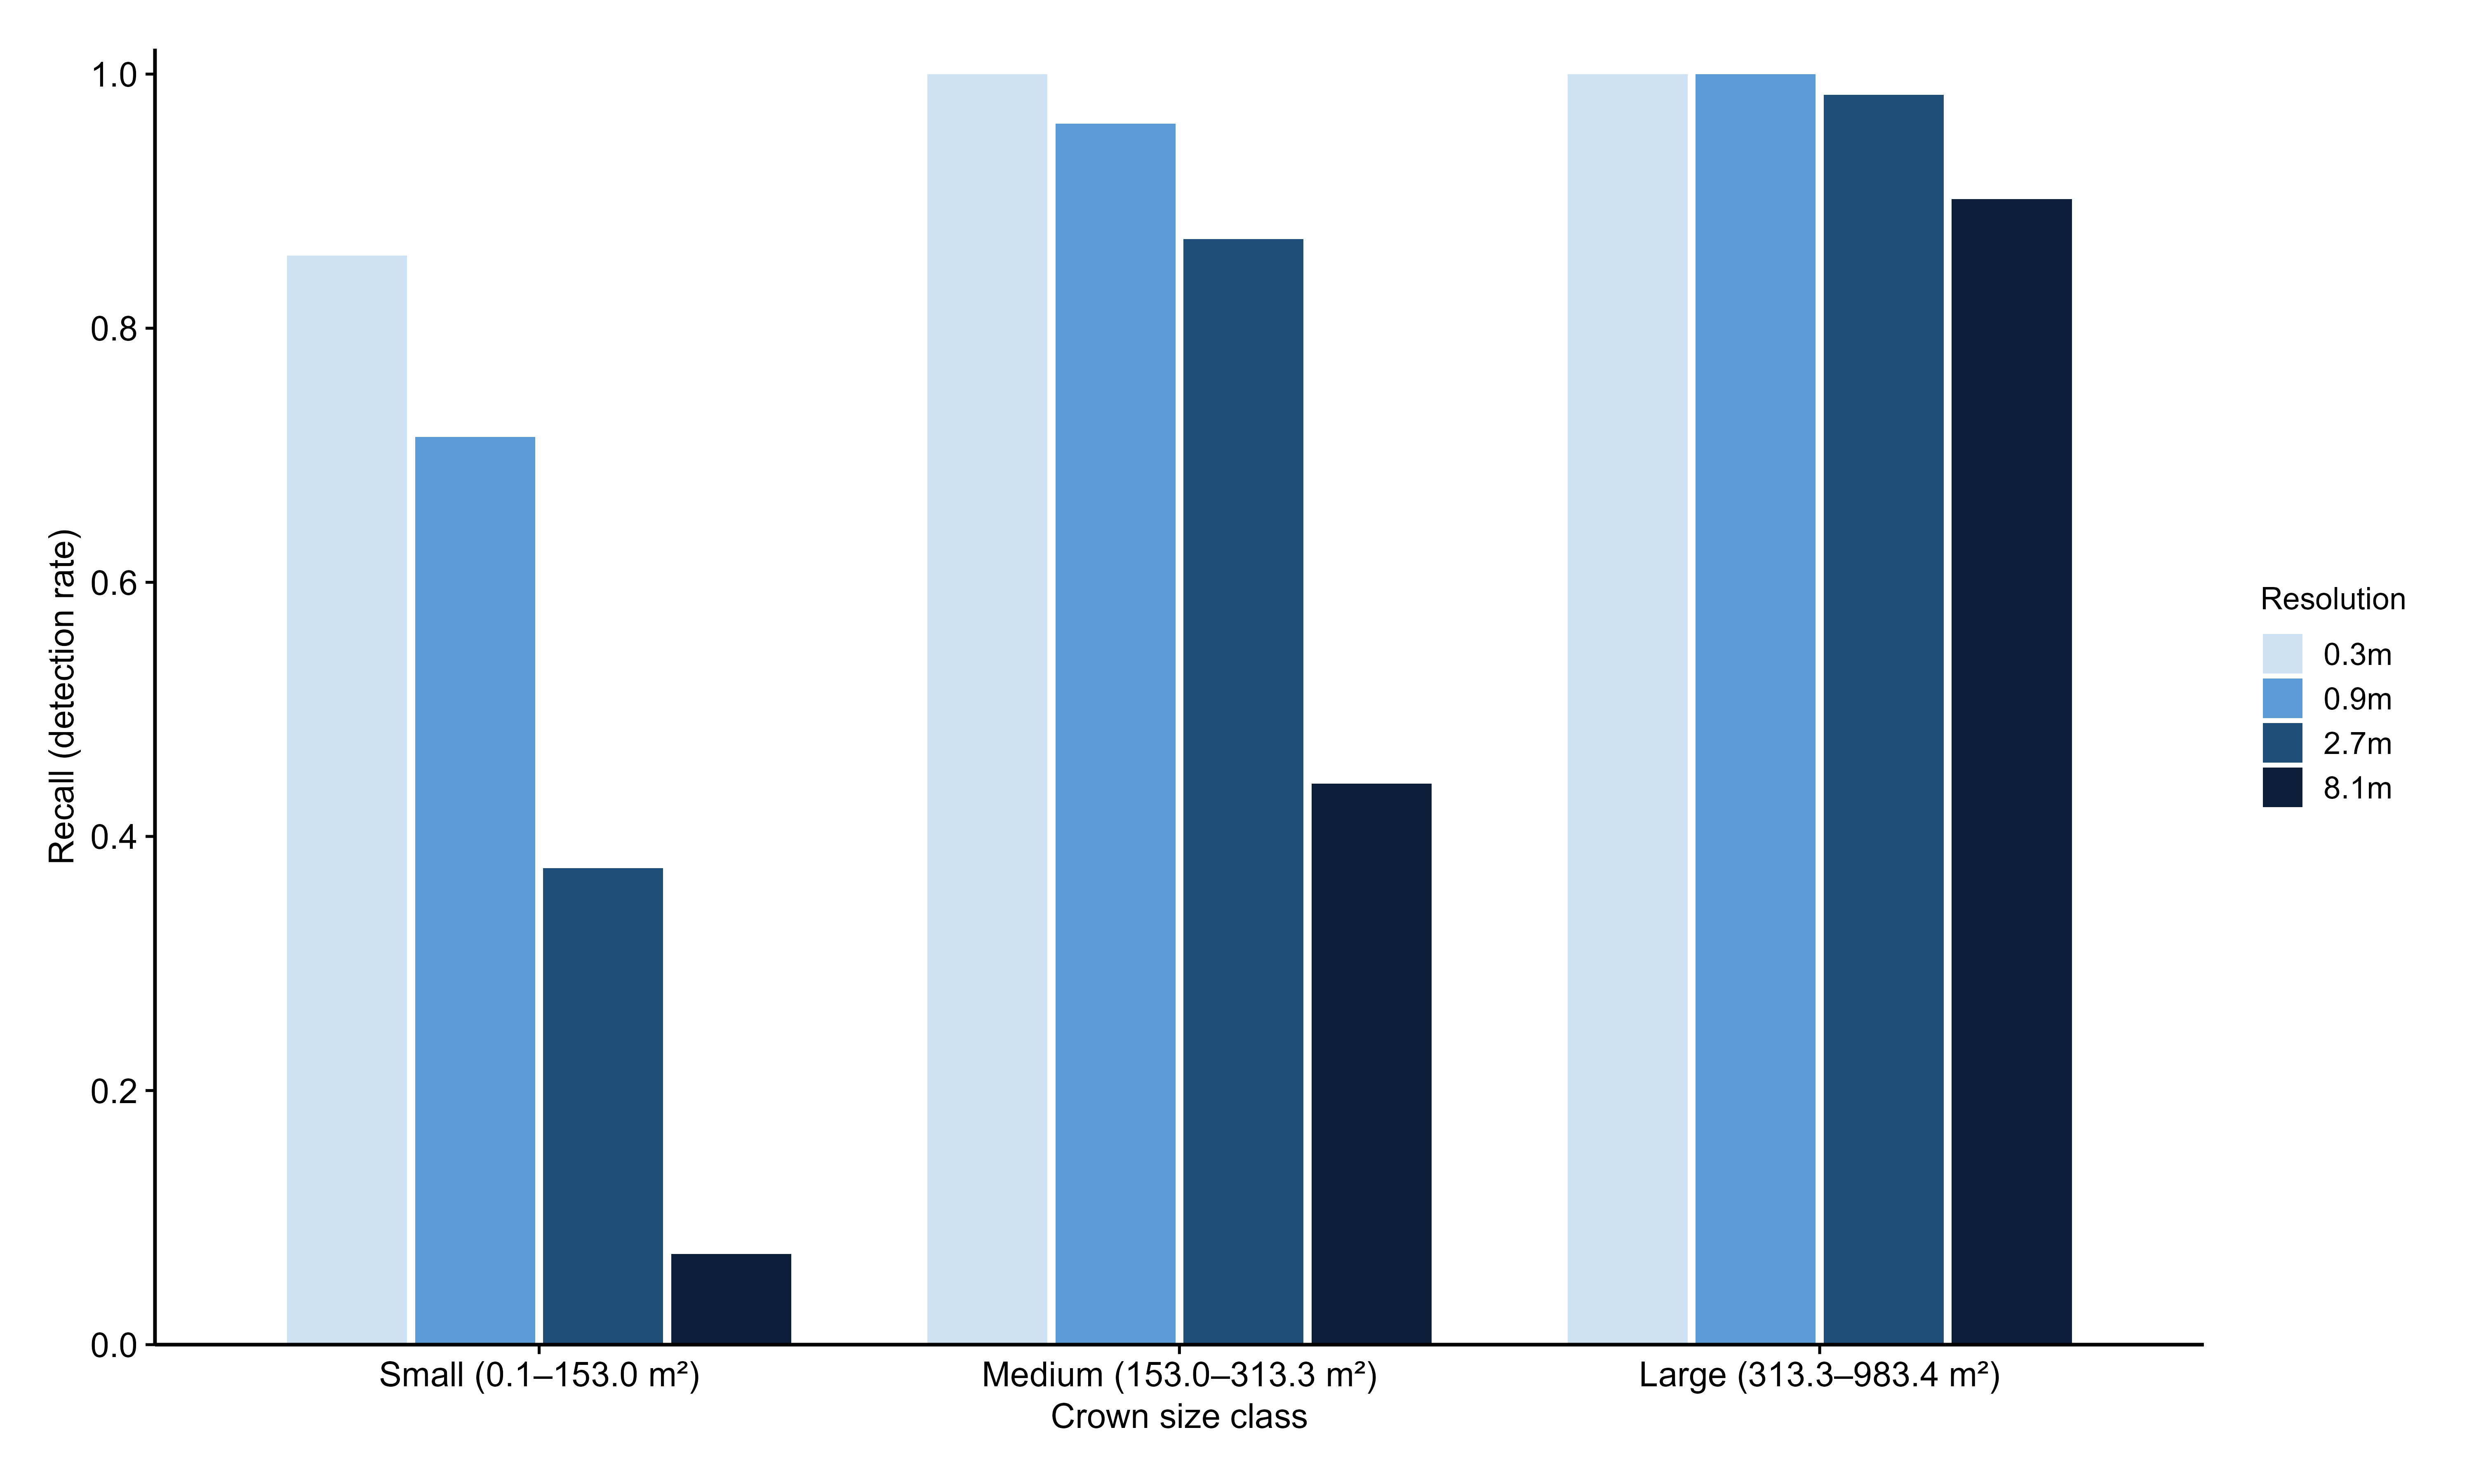 1.0
0.8
0.6
0.4
0.2
0.0
Recall (detection rate)
Small (0.1–153.0 m²)
Medium (153.0–313.3 m²)
Large (313.3–983.4 m²)
Crown size class
Resolution
0.3m
0.9m
2.7m
8.1m